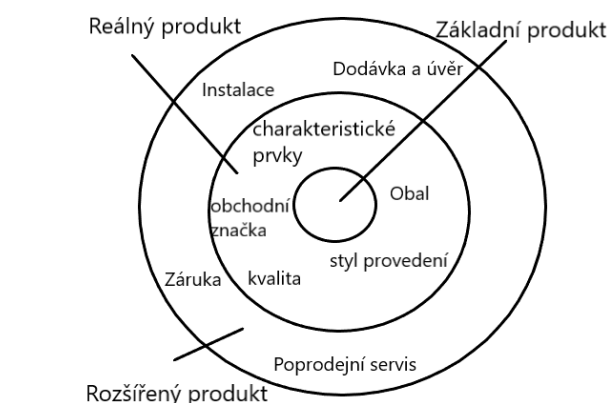 Reálný produkt
Základní produkt
Dodávka a úvěr
Instalace
charakteristické
prvky
Obal
obchodní
značka
styl provedení
Záruka
kvalita
Poprodejní servis
Rozšířený produkt